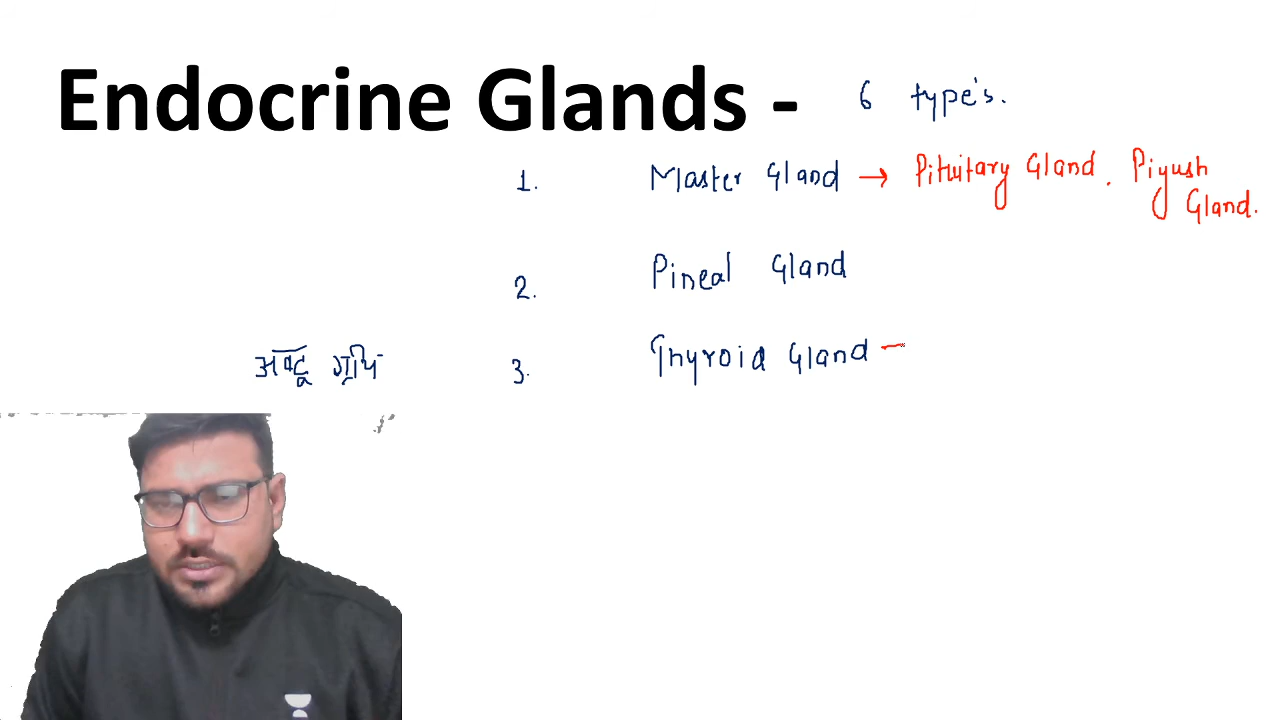 Endocrine Glands - 6 type's.
1. Master Gland → Pituitary Gland. Piyush Gland.
2. Pineal Gland
अवटू ग्रंथि 3. Thyroid Gland -